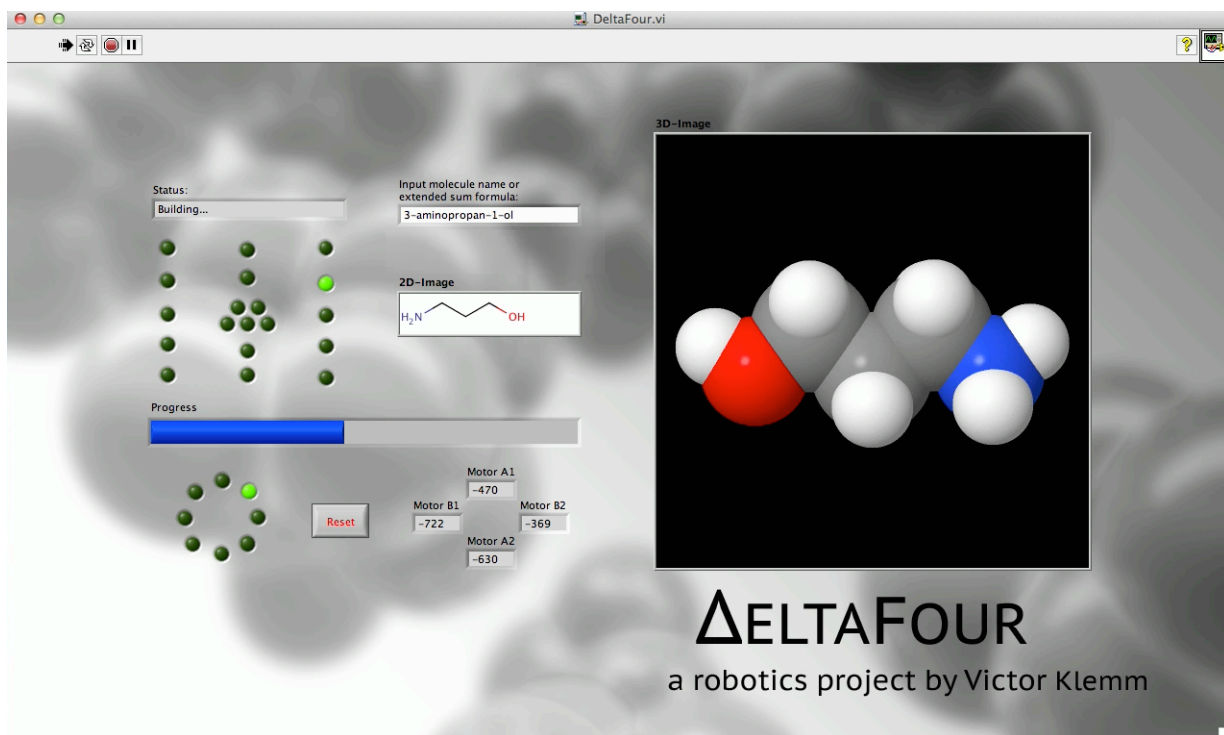 DeltaFour.vi
?
3D-Image
Status:
Building...
Input molecule name or
extended sum formula:
3-aminopropan-1-ol
2D-Image
H₂N
OH
Progress
Motor A1
-470
Motor B1
-722
Motor B2
-369
Motor A2
-630
Reset
ΔELTAFOUR
a robotics project by Victor Klemm